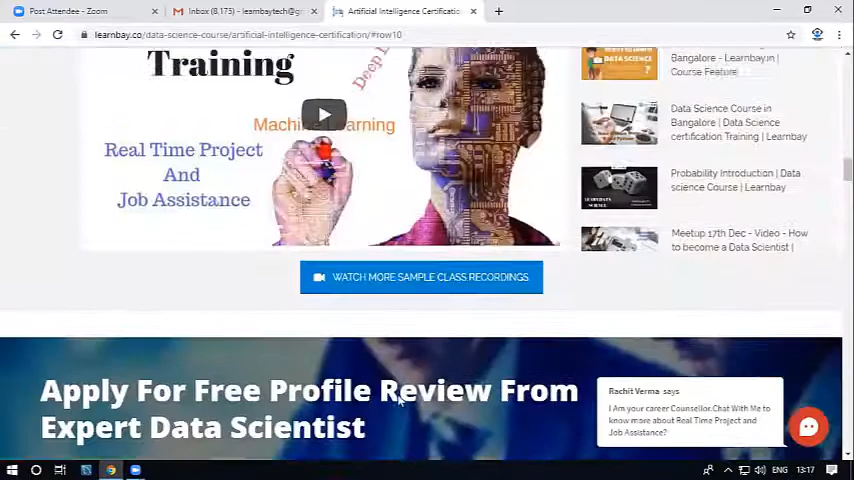 Post Attendee - Zoom
Inbox (8,175) - learnbaytech@g
Artificial Intelligence Certificatio
learnbay.co/data-science-course/artificial-intelligence-certification/#row10
Training
Deep L
Machine Learning
Real Time Project
And
Job Assistance
DATA SCIENCE
?
Bangalore - Learnbay.in |
Course Feature
Data Science Course in
Bangalore | Data Science
certification Training | Learnbay
Probability Introduction | Data
science Course | Learnbay
Meetup 17th Dec - Video - How
to become a Data Scientist |
WATCH MORE SAMPLE CLASS RECORDINGS
Apply For Free Profile Review From
Expert Data Scientist
Rachit Verma says
I Am your career Counsellor.Chat With Me to
know more about Real Time Project and
Job Assistance?
ENG
13:17